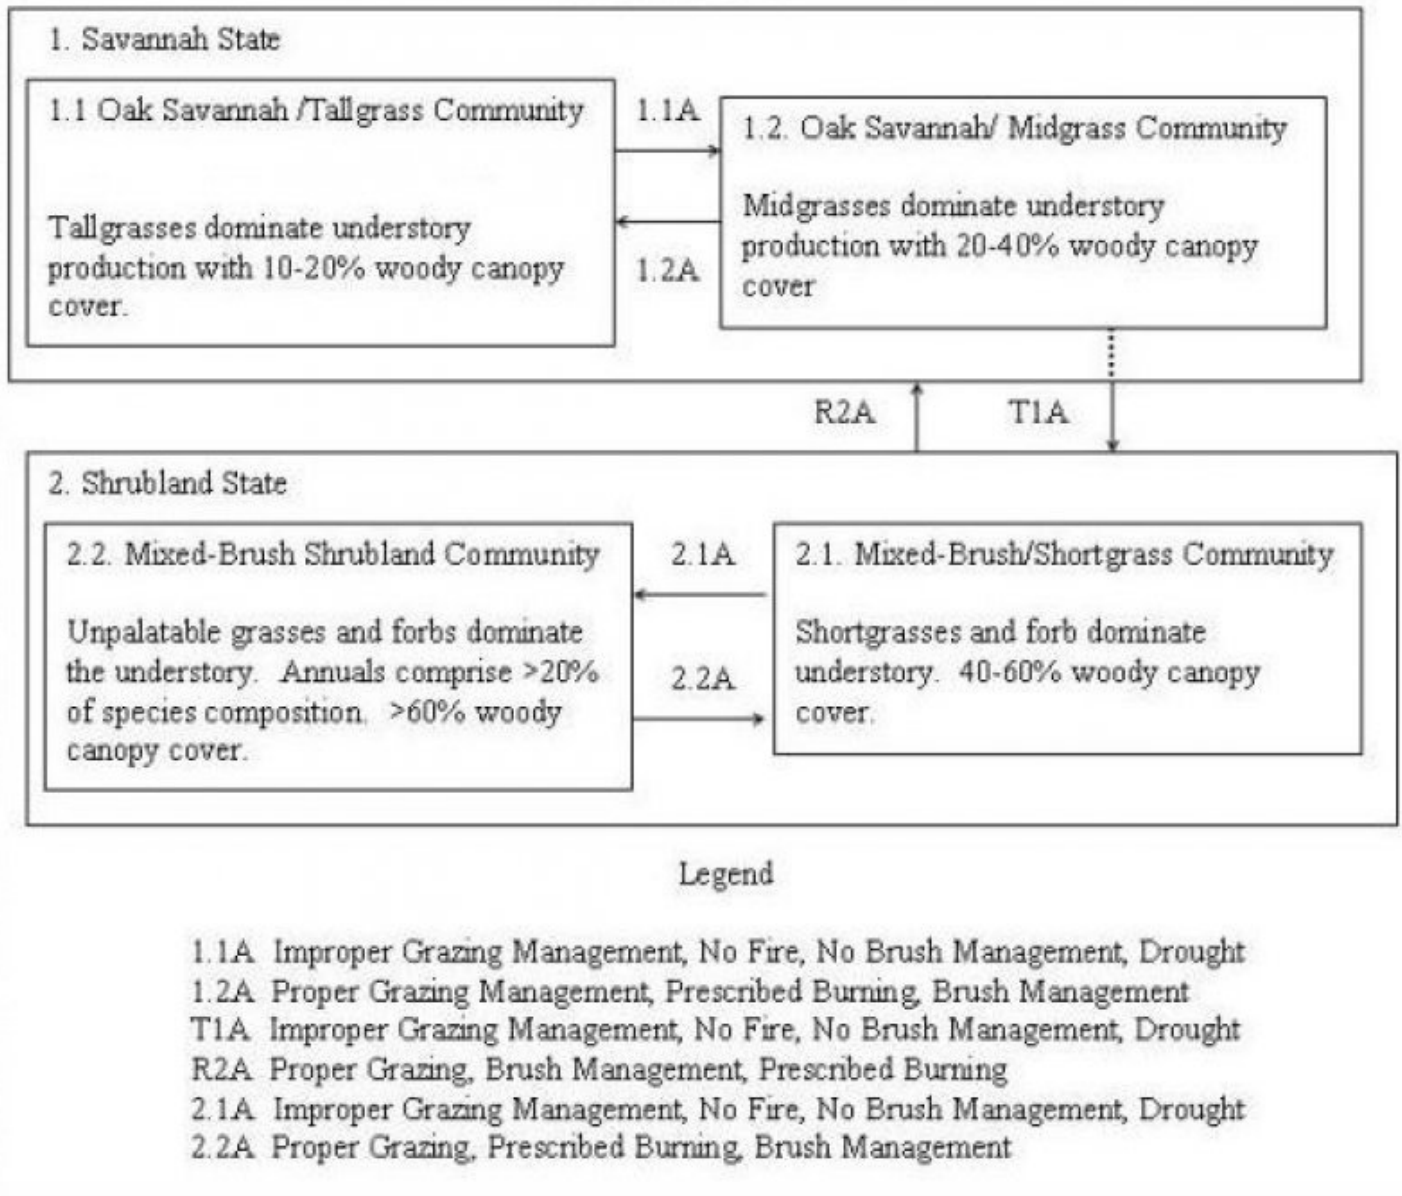 1. Savannah State
1.1 Oak Savannah /Tallgrass Community
Tallgrasses dominate understory
production with 10-20% woody canopy
cover.
1.1A
1.2A
1.2. Oak Savannah/ Midgrass Community
Midgrasses dominate understory
production with 20-40% woody canopy
cover
R2A
T1A
2. Shrubland State
2.2. Mixed-Brush Shrubland Community
Unpalatable grasses and forbs dominate
the understory. Annuals comprise >20%
of species composition. >60% woody
canopy cover.
2.1A
2.2A
2.1. Mixed-Brush/Shortgrass Community
Shortgrasses and forb dominate
understory. 40-60% woody canopy
cover.
Legend
1.1A Improper Grazing Management, No Fire, No Brush Management, Drought
1.2A Proper Grazing Management, Prescribed Burning, Brush Management
T1A Improper Grazing Management, No Fire, No Brush Management, Drought
R2A Proper Grazing, Brush Management, Prescribed Burning
2.1A Improper Grazing Management, No Fire, No Brush Management, Drought
2.2A Proper Grazing, Prescribed Burning, Brush Management